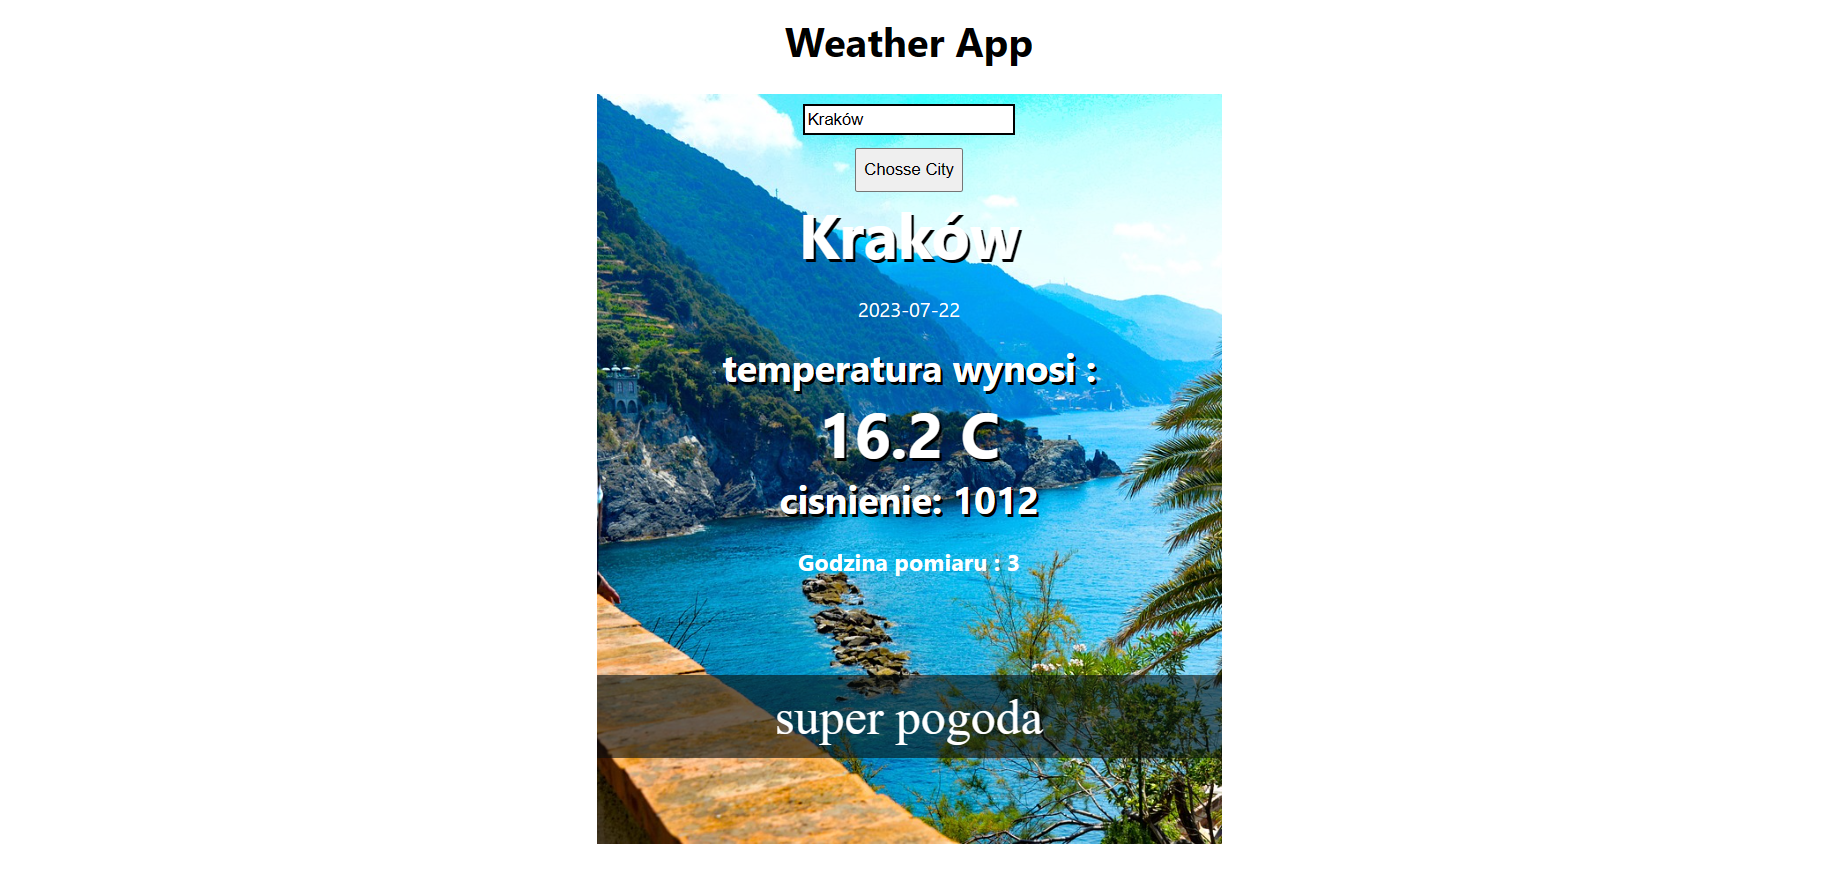 Weather App
Kraków
Chosse City
Kraków
2023-07-22
temperatura wynosi :
16.2 C
cisnienie: 1012
Godzina pomiaru : 3
super pogoda